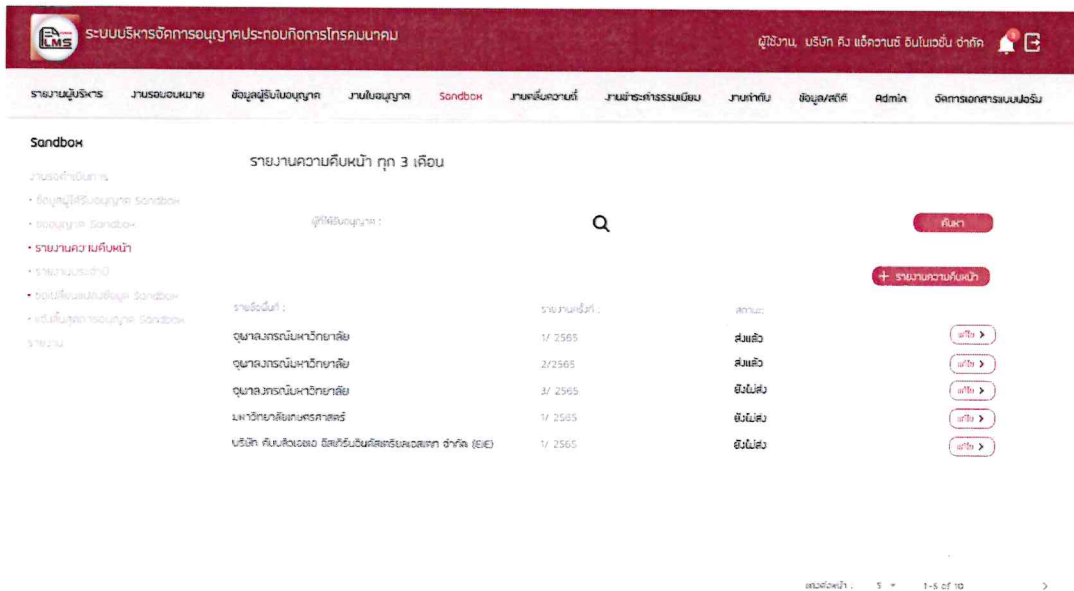 LMS
ระบบบริหารจัดการอนุญาตประกอบกิจการโทรคมนาคม
ผู้ใช้งาน, บริษัท คิง แอ็ดวานซ์ อินโนเวชั่น จำกัด
รายงานผู้บริหาร งานรอมอบหมาย ข้อมูลผู้รับใบอนุญาต งานใบอนุญาต Sandbox งานคลื่นความถี่ งานชำระค่าธรรมเนียม งานกำกับ ข้อมูล/สถิติ Admin จัดการเอกสารแบบฟอร์ม
Sandbox
รายงานความคืบหน้า ทุก 3 เดือน
งานรอดำเนินการ
• ข้อมูลผู้ได้รับอนุญาต Sandbox
• ขออนุญาต Sandbox
ผู้ที่ได้รับอนุญาต :
ค้นหา
• รายงานความคืบหน้า
• รายงานประจำปี
+ รายงานความคืบหน้า
• ขอเปลี่ยนแปลงข้อมูล Sandbox
• แจ้งสิ้นสุดการอนุญาต Sandbox
รายชื่อพื้นที่ : รายงานครั้งที่ : สถานะ:
รายงาน
จุฬาลงกรณ์มหาวิทยาลัย 1/ 2565 ส่งแล้ว แก้ไข >
จุฬาลงกรณ์มหาวิทยาลัย 2/2565 ส่งแล้ว แก้ไข >
จุฬาลงกรณ์มหาวิทยาลัย 3/ 2565 ยังไม่ส่ง แก้ไข >
มหาวิทยาลัยเกษตรศาสตร์ 1/ 2565 ยังไม่ส่ง แก้ไข >
บริษัท ดับบลิวเอชเอ อีสเทิร์นอินดัสเตรียลเอสเตท จำกัด (EIE) 1/ 2565 ยังไม่ส่ง แก้ไข >
แถวต่อหน้า : 5 1-5 of 10 >